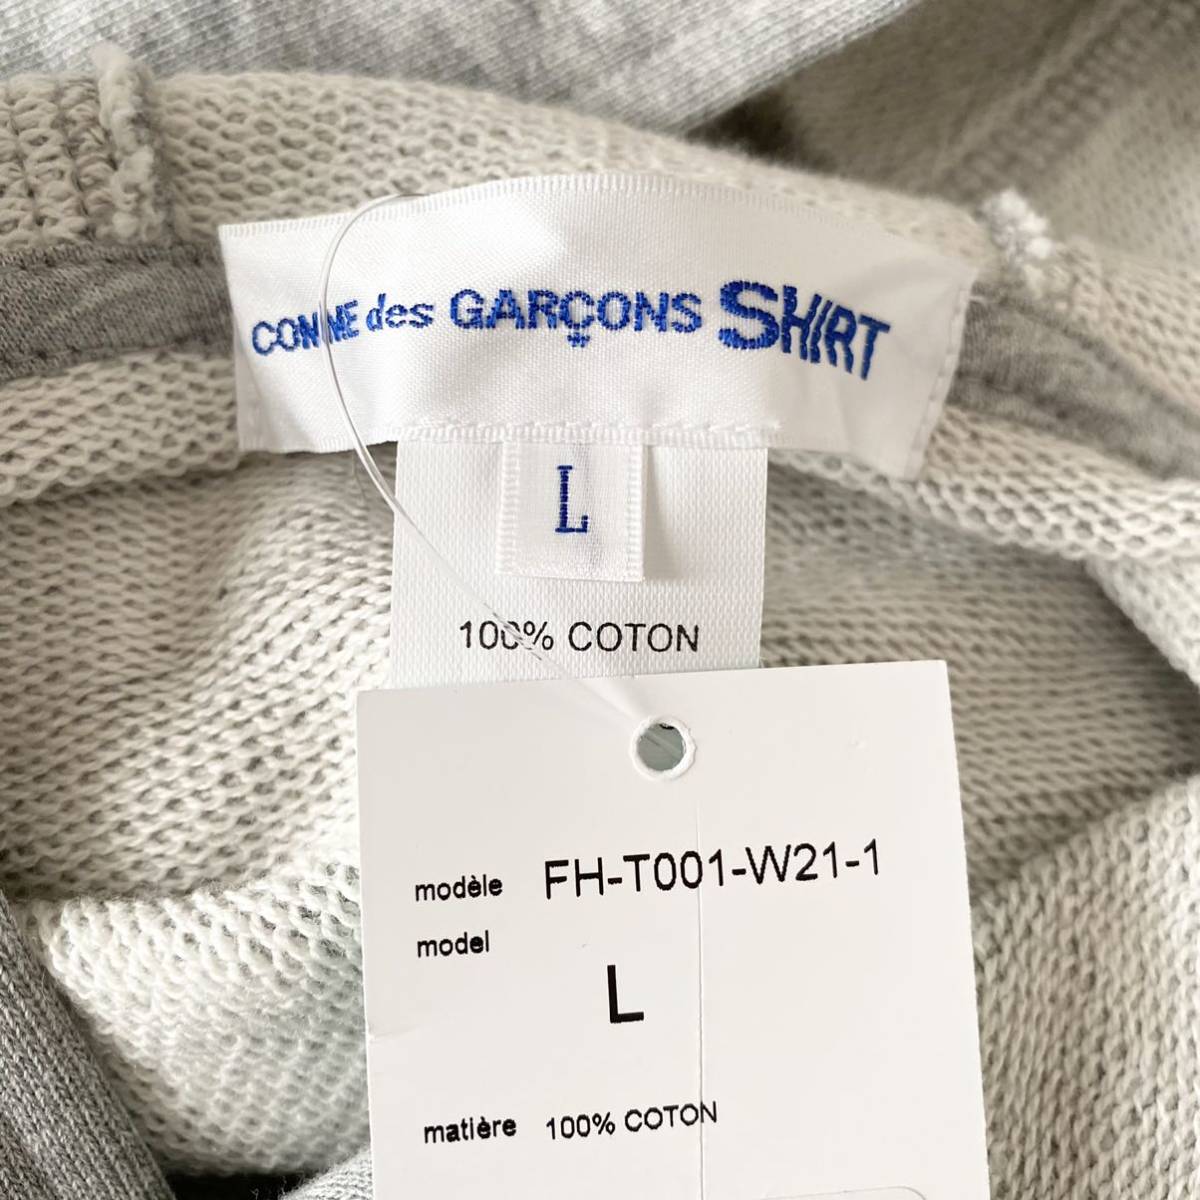 COMME des GARÇONS SHIRT
L
100% COTON
modèle FH-T001-W21-1
model
L
matière 100% COTON